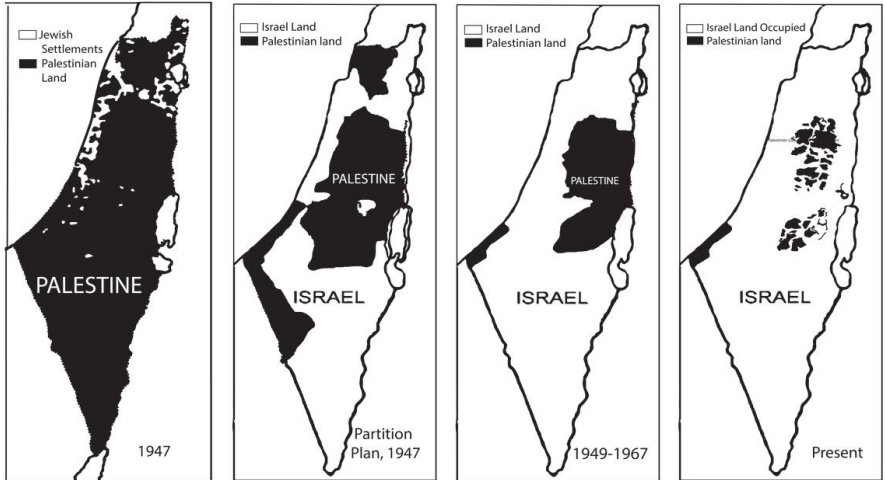 Jewish
Settlements
Palestinian
Land
PALESTINE
1947
Israel Land
Palestinian land
PALESTINE
ISRAEL
Partition
Plan, 1947
Israel Land
Palestinian land
PALESTINE
ISRAEL
1949-1967
Israel Land Occupied
Palestinian land
ISRAEL
Present